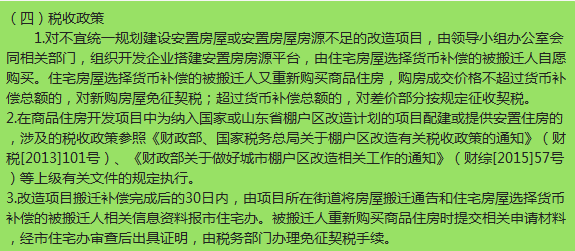 （四）税收政策
1.对不宜统一规划建设安置房屋或安置房屋房源不足的改造项目，由领导小组办公室会
同相关部门，组织开发企业搭建安置房房源平台，由住宅房屋选择货币补偿的被搬迁人自愿
购买。住宅房屋选择货币补偿的被搬迁人又重新购买商品住房，购房成交价格不超过货币补
偿总额的，对新购房屋免征契税；超过货币补偿总额的，对差价部分按规定征收契税。
2.在商品住房开发项目中为纳入国家或山东省棚户区改造计划的项目配建或提供安置住房的
，涉及的税收政策参照《财政部、国家税务总局关于棚户区改造有关税收政策的通知》（财
税[2013]101号）、《财政部关于做好城市棚户区改造相关工作的通知》（财综[2015]57号
）等上级有关文件的规定执行。
3.改造项目搬迁补偿完成后的30日内，由项目所在街道将房屋搬迁通告和住宅房屋选择货币
补偿的被搬迁人相关信息资料报市住宅办。被搬迁人重新购买商品住房时提交相关申请材料
，经市住宅办审查后出具证明，由税务部门办理免征契税手续。